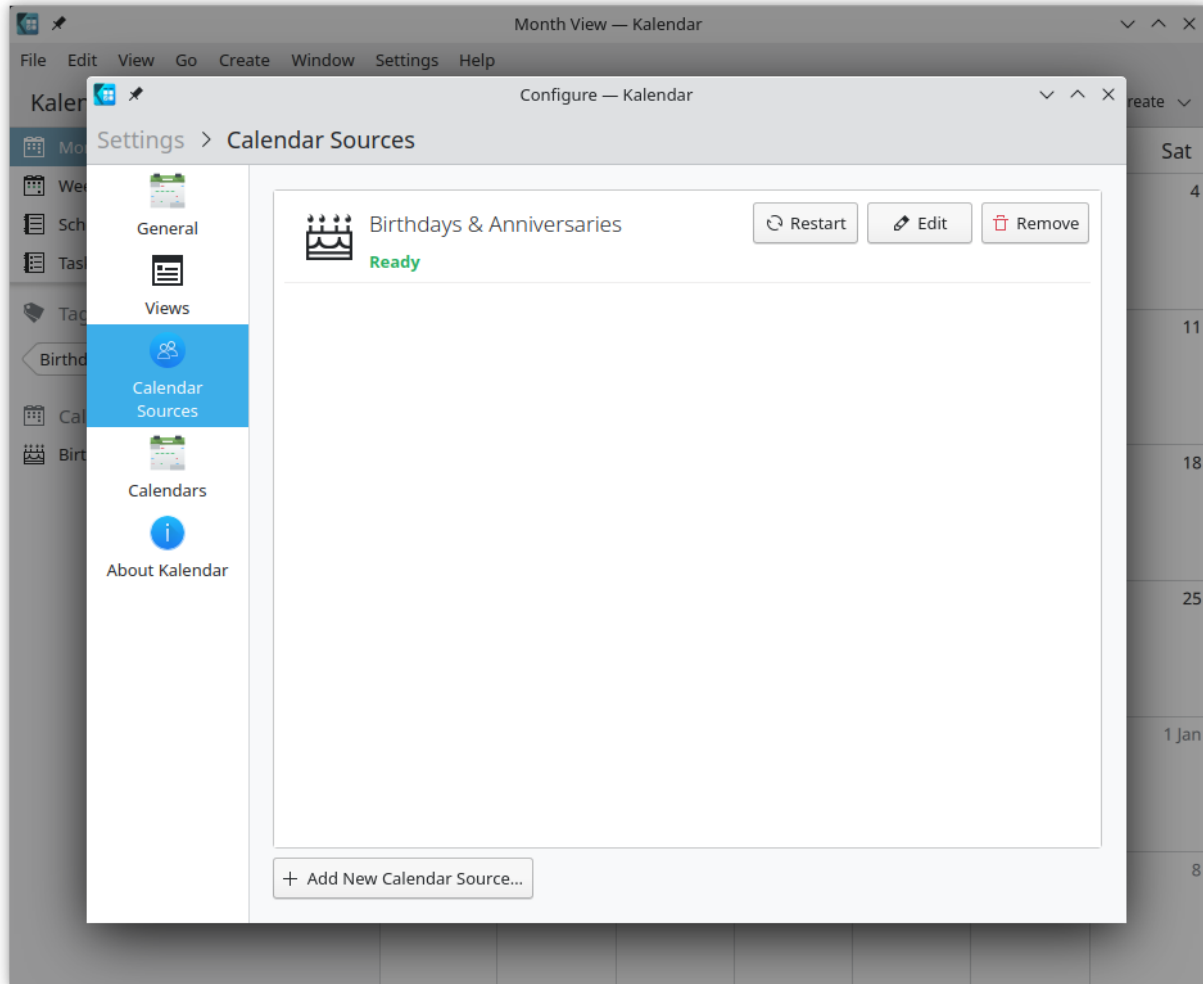 Month View — Kalendar
File Edit View Go Create Window Settings Help
Configure — Kalendar
Settings > Calendar Sources
Sat
4
General
Birthdays & Anniversaries
Restart
Edit
Remove
Ready
Views
11
Calendar
Sources
Calendars
18
About Kalendar
25
1 Jan
8
+ Add New Calendar Source...